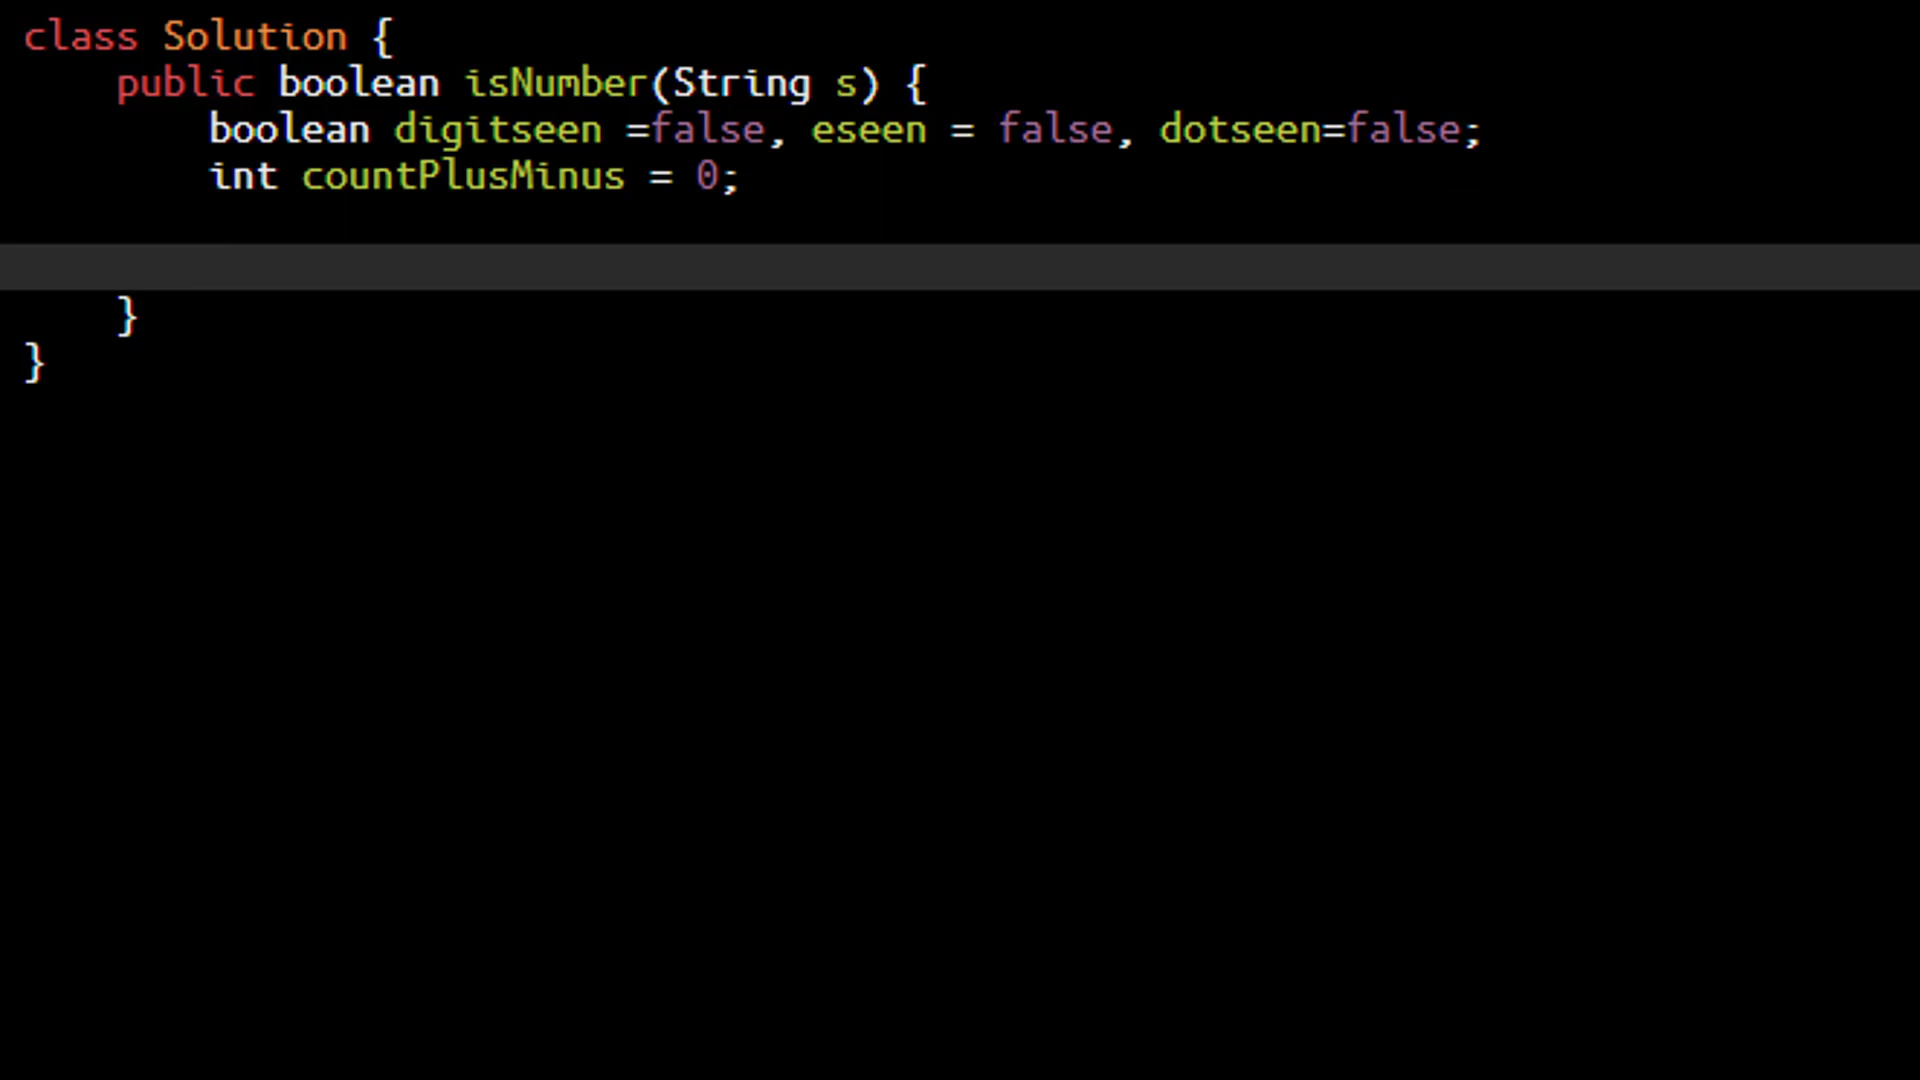 class Solution {
    public boolean isNumber(String s) {
        boolean digitseen =false, eseen = false, dotseen=false;
        int countPlusMinus = 0;
    }
}